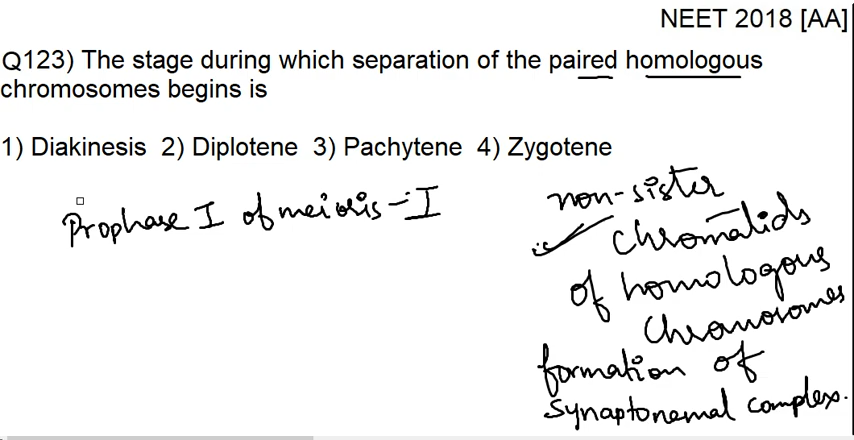 NEET 2018 [AA]
Q123) The stage during which separation of the paired homologous
chromosomes begins is
1) Diakinesis 2) Diplotene 3) Pachytene 4) Zygotene
Prophase I of meiosis - I
non-sister
chromatids
of homologous
chromosomes
formation of
synaptonemal complex.